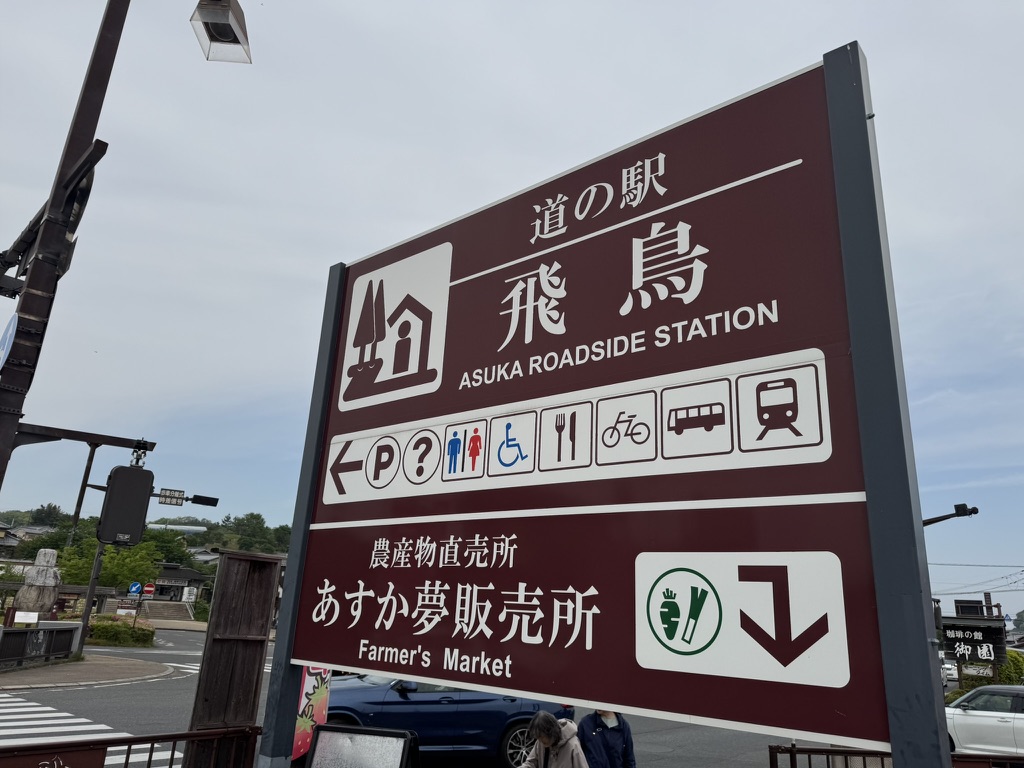 道の駅
飛鳥
ASUKA ROADSIDE STATION
P ?
農産物直売所
あすか夢販売所
Farmer's Market
珈琲の館
御園